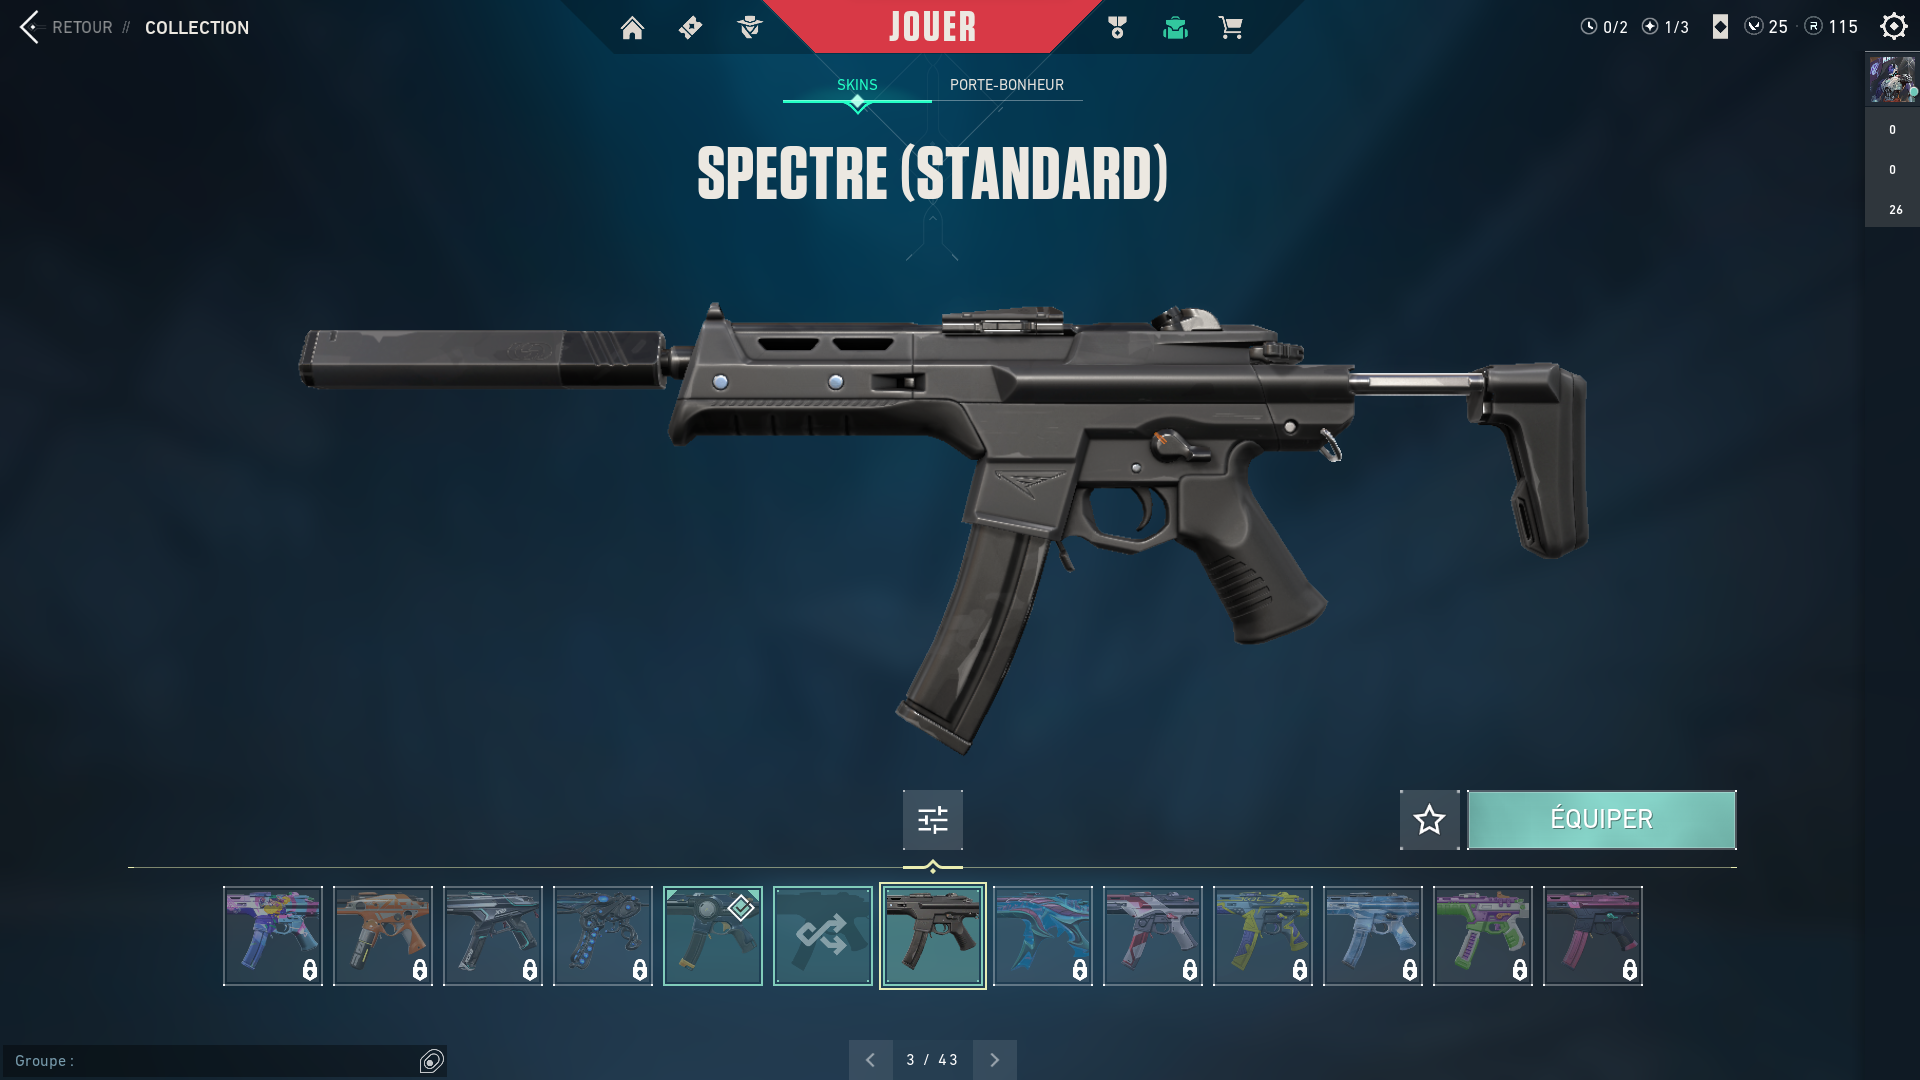 RETOUR // COLLECTION
JOUER
0/2 1/3 25 R 115
SKINS PORTE-BONHEUR
SPECTRE (STANDARD)
0
0
26
ÉQUIPER
Groupe :
3 / 43